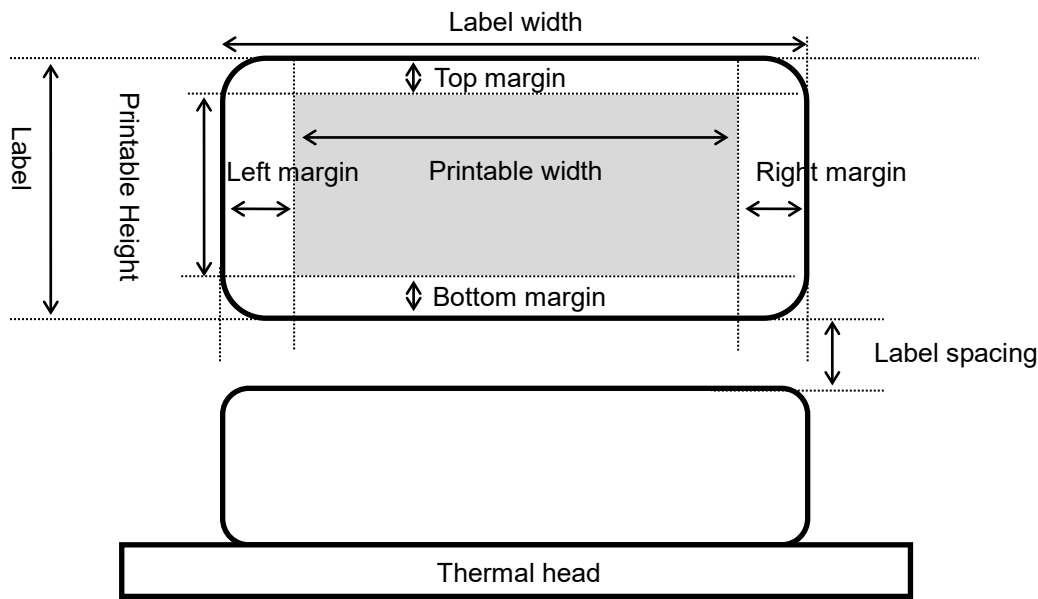 Label width
Top margin
Printable Height
Label
Left margin
Printable width
Right margin
Bottom margin
Label spacing
Thermal head